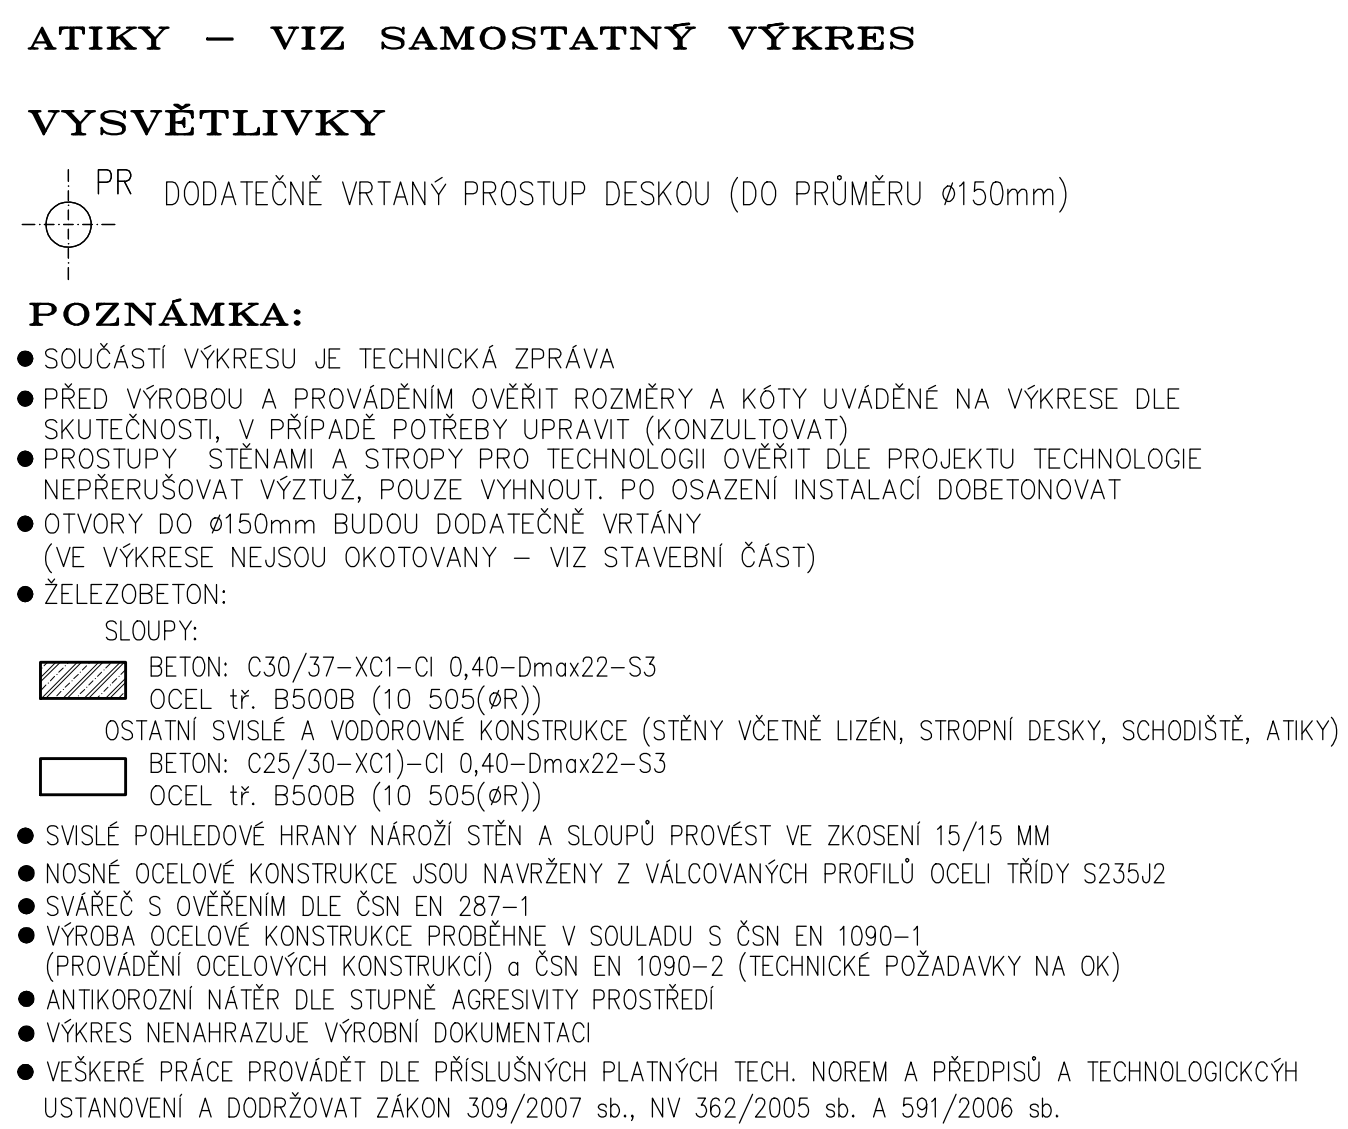 ATIKY – VIZ SAMOSTATNÝ VÝKRES
VYSVĚTLIVKY
PR DODATEČNĚ VRTANÝ PROSTUP DESKOU (DO PRŮMĚRU ø150mm)
POZNÁMKA:
● SOUČÁSTÍ VÝKRESU JE TECHNICKÁ ZPRÁVA
● PŘED VÝROBOU A PROVÁDĚNÍM OVĚŘIT ROZMĚRY A KÓTY UVÁDĚNÉ NA VÝKRESE DLE
SKUTEČNOSTI, V PŘÍPADĚ POTŘEBY UPRAVIT (KONZULTOVAT)
● PROSTUPY STĚNAMI A STROPY PRO TECHNOLOGII OVĚŘIT DLE PROJEKTU TECHNOLOGIE
NEPŘERUŠOVAT VÝZTUŽ, POUZE VYHNOUT. PO OSAZENÍ INSTALACÍ DOBETONOVAT
● OTVORY DO ø150mm BUDOU DODATEČNĚ VRTÁNY
(VE VÝKRESE NEJSOU OKOTOVANY – VIZ STAVEBNÍ ČÁST)
● ŽELEZOBETON:
SLOUPY:
BETON: C30/37–XC1–Cl 0,40–Dmax22–S3
OCEL tř. B500B (10 505(øR))
OSTATNÍ SVISLÉ A VODOROVNÉ KONSTRUKCE (STĚNY VČETNĚ LIZÉN, STROPNÍ DESKY, SCHODIŠTĚ, ATIKY)
BETON: C25/30–XC1)–Cl 0,40–Dmax22–S3
OCEL tř. B500B (10 505(øR))
● SVISLÉ POHLEDOVÉ HRANY NÁROŽÍ STĚN A SLOUPŮ PROVÉST VE ZKOSENÍ 15/15 MM
● NOSNÉ OCELOVÉ KONSTRUKCE JSOU NAVRŽENY Z VÁLCOVANÝCH PROFILŮ OCELI TŘÍDY S235J2
● SVÁŘEČ S OVĚŘENÍM DLE ČSN EN 287–1
● VÝROBA OCELOVÉ KONSTRUKCE PROBĚHNE V SOULADU S ČSN EN 1090–1
(PROVÁDĚNÍ OCELOVÝCH KONSTRUKCÍ) a ČSN EN 1090–2 (TECHNICKÉ POŽADAVKY NA OK)
● ANTIKOROZNÍ NÁTĚR DLE STUPNĚ AGRESIVITY PROSTŘEDÍ
● VÝKRES NENAHRAZUJE VÝROBNÍ DOKUMENTACI
● VEŠKERÉ PRÁCE PROVÁDĚT DLE PŘÍSLUŠNÝCH PLATNÝCH TECH. NOREM A PŘEDPISŮ A TECHNOLOGICKCÝH
USTANOVENÍ A DODRŽOVAT ZÁKON 309/2007 sb., NV 362/2005 sb. A 591/2006 sb.